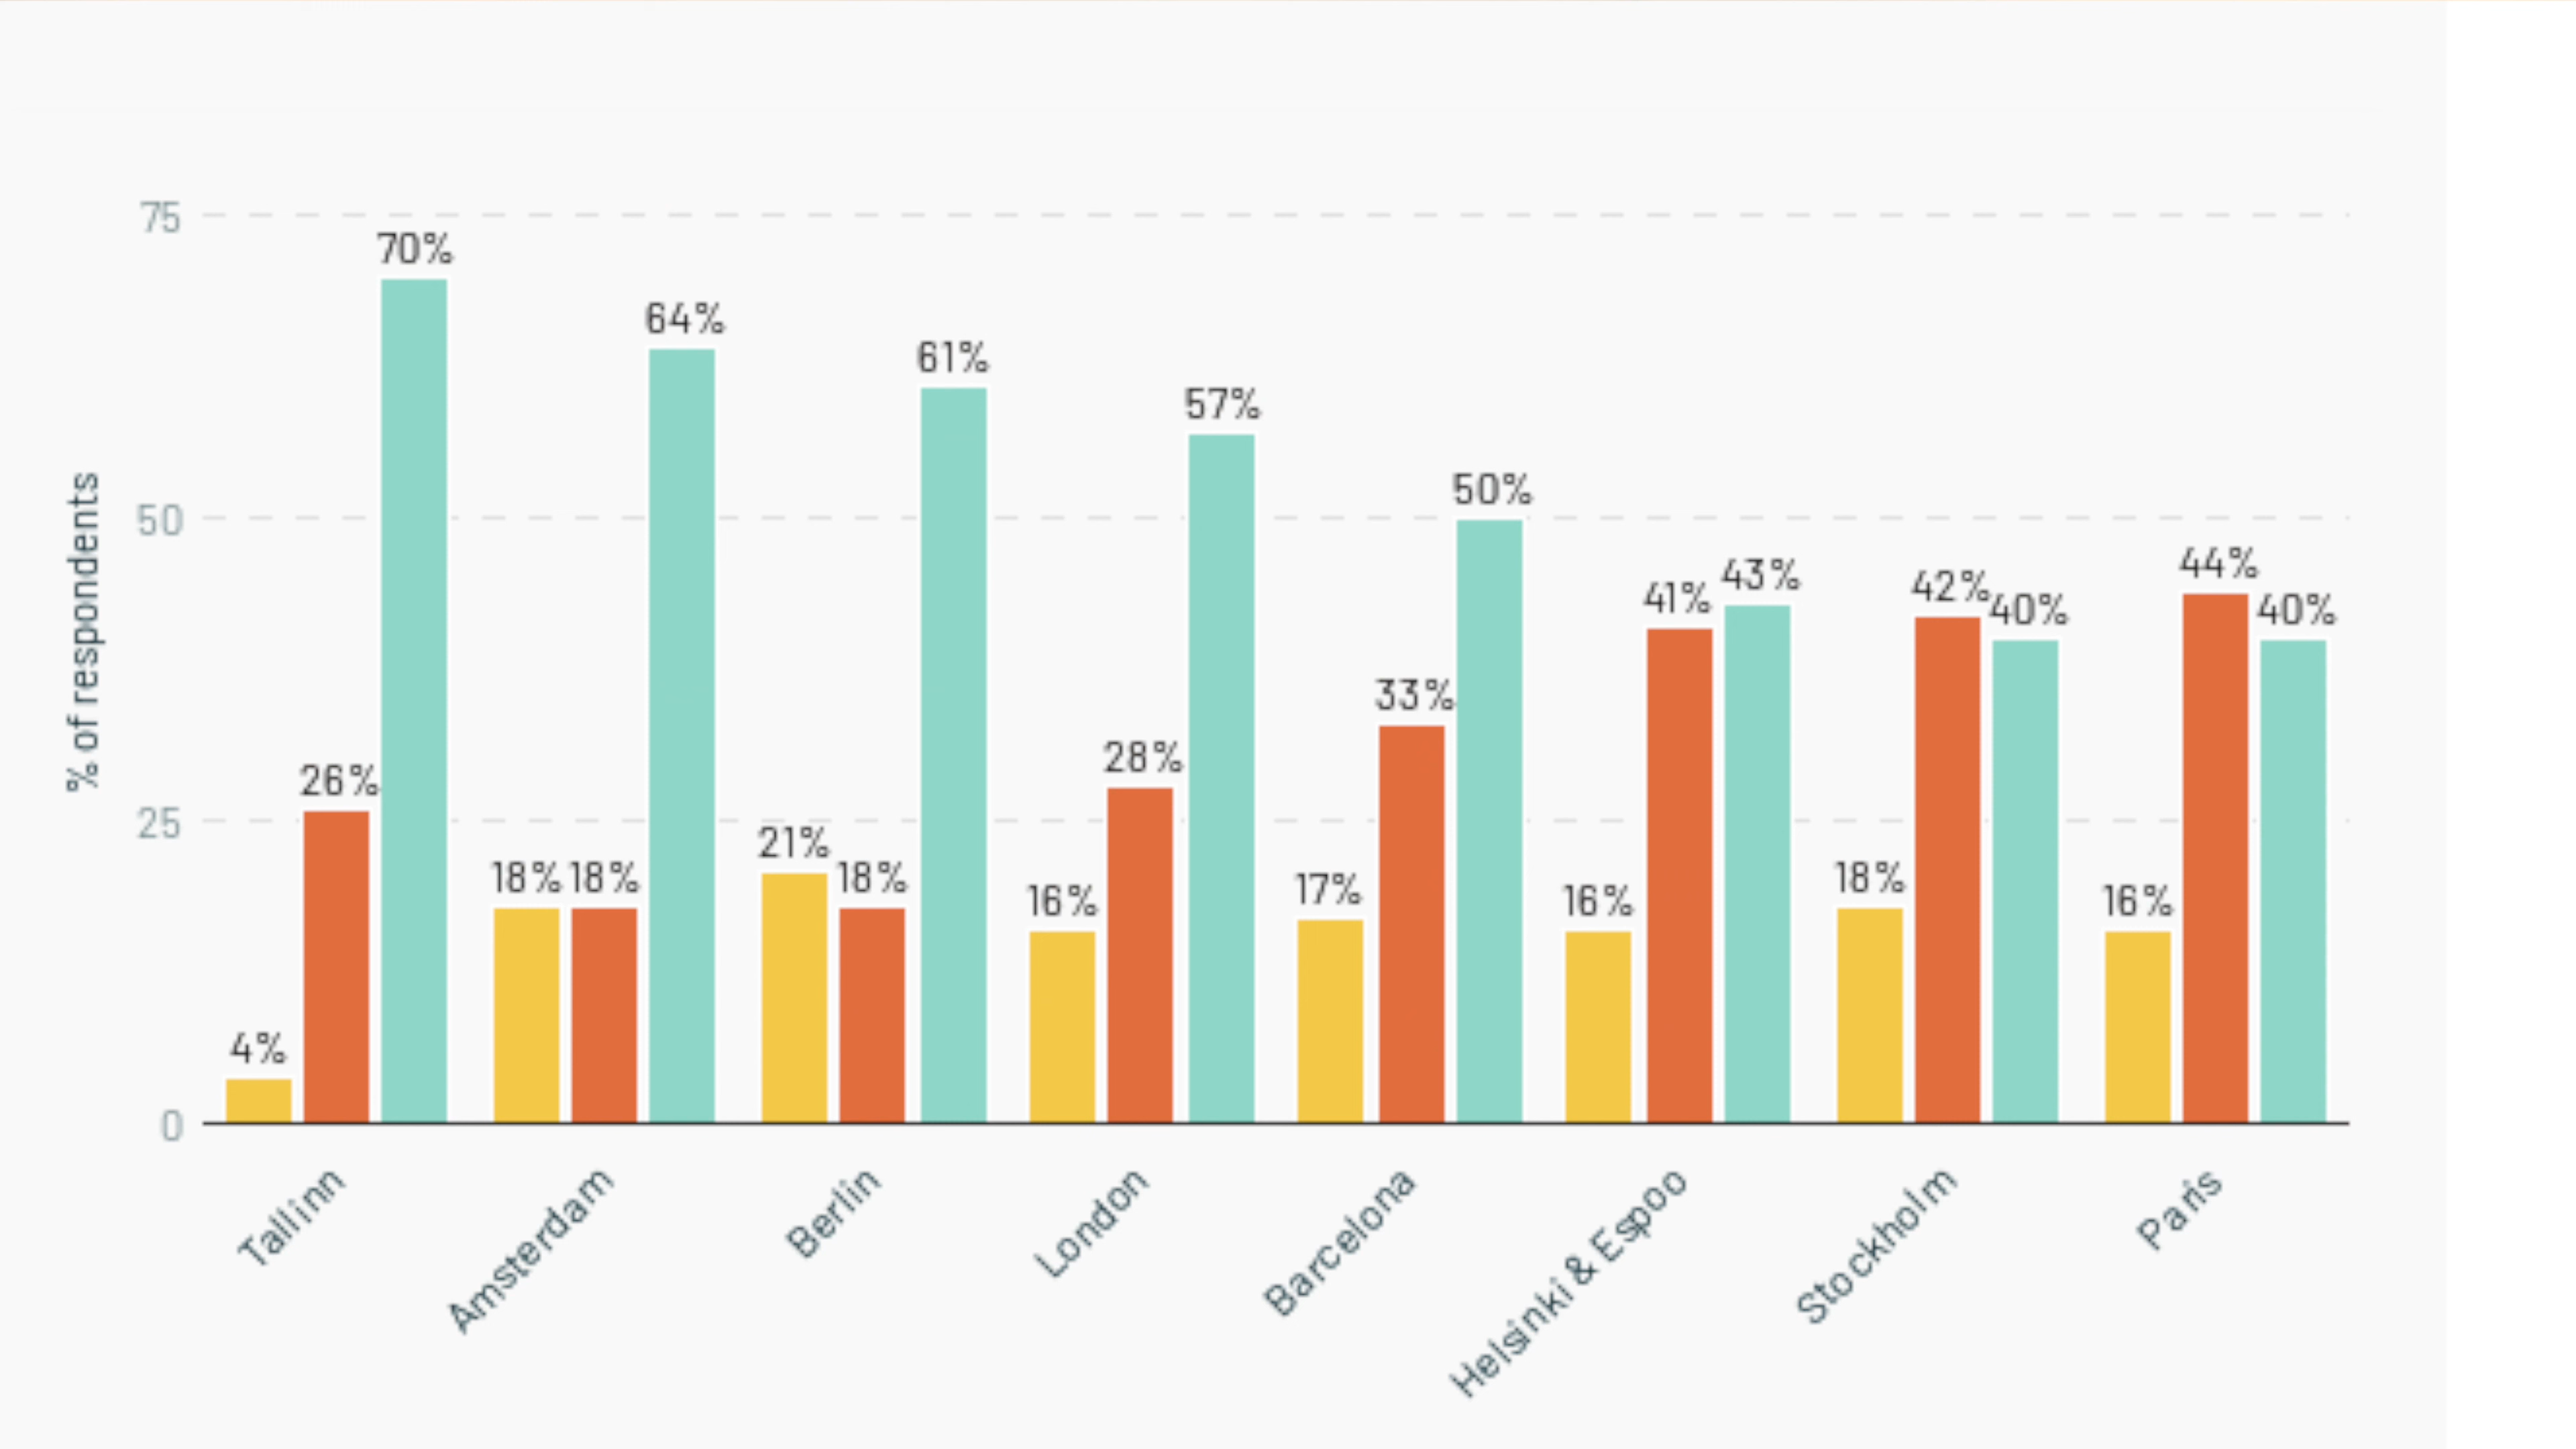 % of respondents
75
50
25
0
4% 26% 70%
18% 18% 64%
21% 18% 61%
16% 28% 57%
17% 33% 50%
16% 41% 43%
18% 42% 40%
16% 44% 40%
Tallinn
Amsterdam
Berlin
London
Barcelona
Helsinki & Espoo
Stockholm
Paris